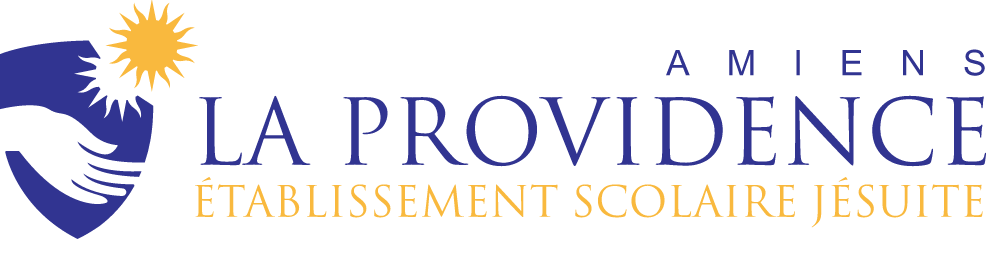 AMIENS
LA PROVIDENCE
ÉTABLISSEMENT SCOLAIRE JÉSUITE